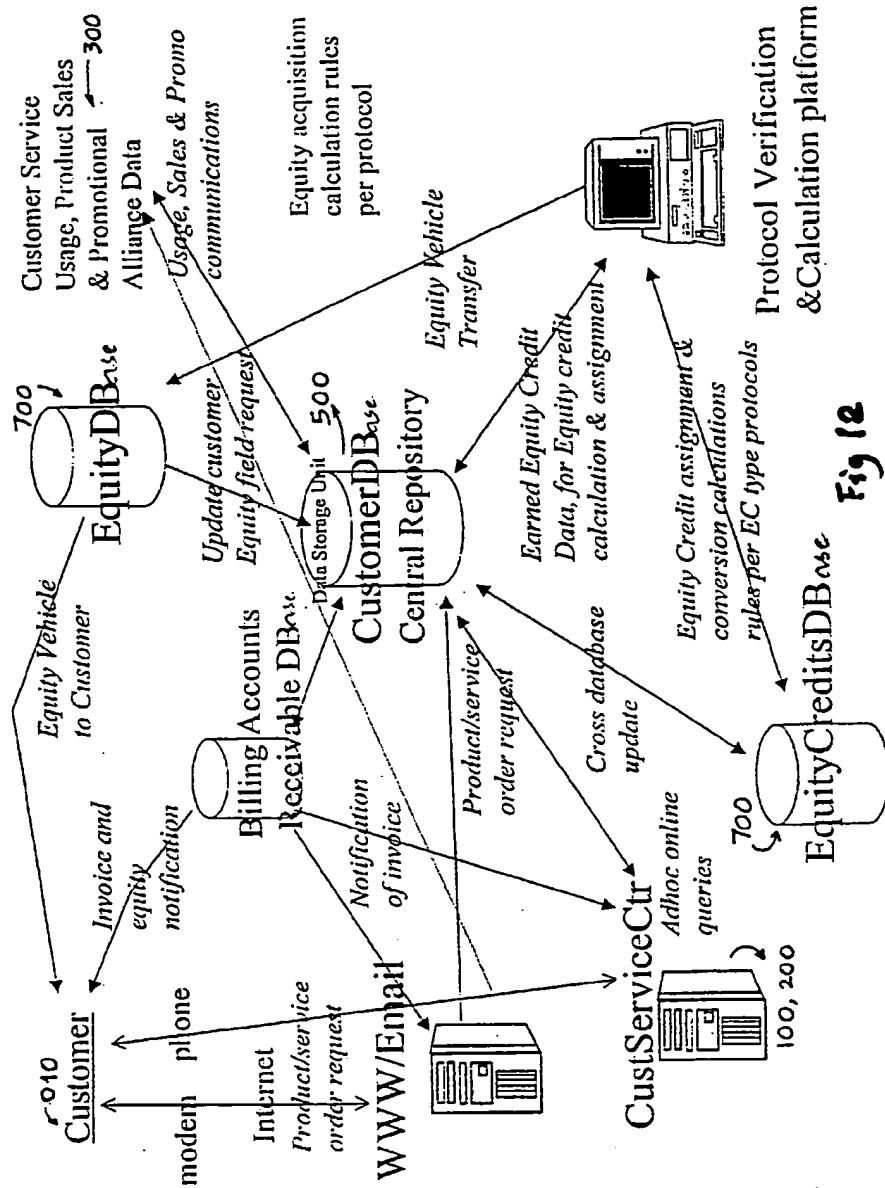 010
Customer
modem
phone
Internet
Product/service
order request
WWW/Email
CustServiceCtr
100, 200
Adhoc online
queries
Invoice and
equity
notification
Equity Vehicle
to Customer
Billing Accounts
Receivable DBase
Notification
of invoice
Product/service
order request
Cross database
update
700
EquityCreditsDBase
700
EquityDBase
Update customer
Equity field request
Data Storage Unit
500
CustomerDBase
Central Repository
Earned Equity Credit
Data, for Equity credit
calculation & assignment
Equity Credit assignment &
conversion calculations
rules per EC type protocols
Equity Vehicle
Transfer
Customer Service
Usage, Product Sales
& Promotional
Alliance Data
300
Usage, Sales & Promo
communications
Equity acquisition
calculation rules
per protocol
Protocol Verification
&Calculation platform
Fig 12